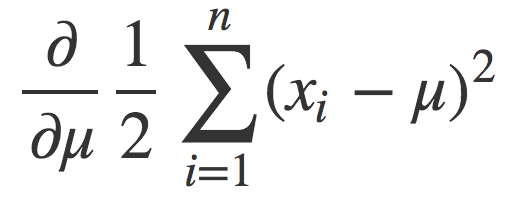 ∂/∂μ 1/2 ∑_{i=1}^{n} (x_i − μ)^2